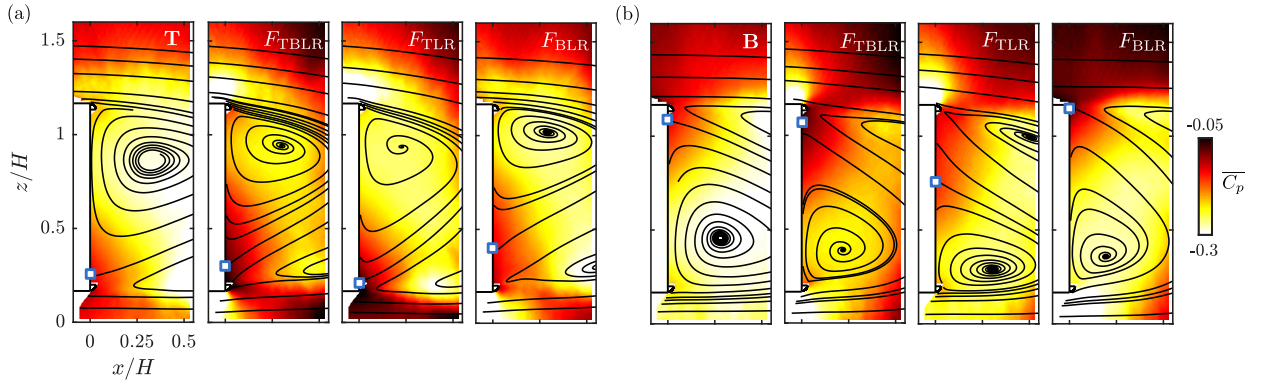 (a)
(b)
T
F_TBLR
F_TLR
F_BLR
B
F_TBLR
F_TLR
F_BLR
1.5
1
0.5
0
z/H
0 0.25 0.5
x/H
-0.05
C̅_p̅
-0.3